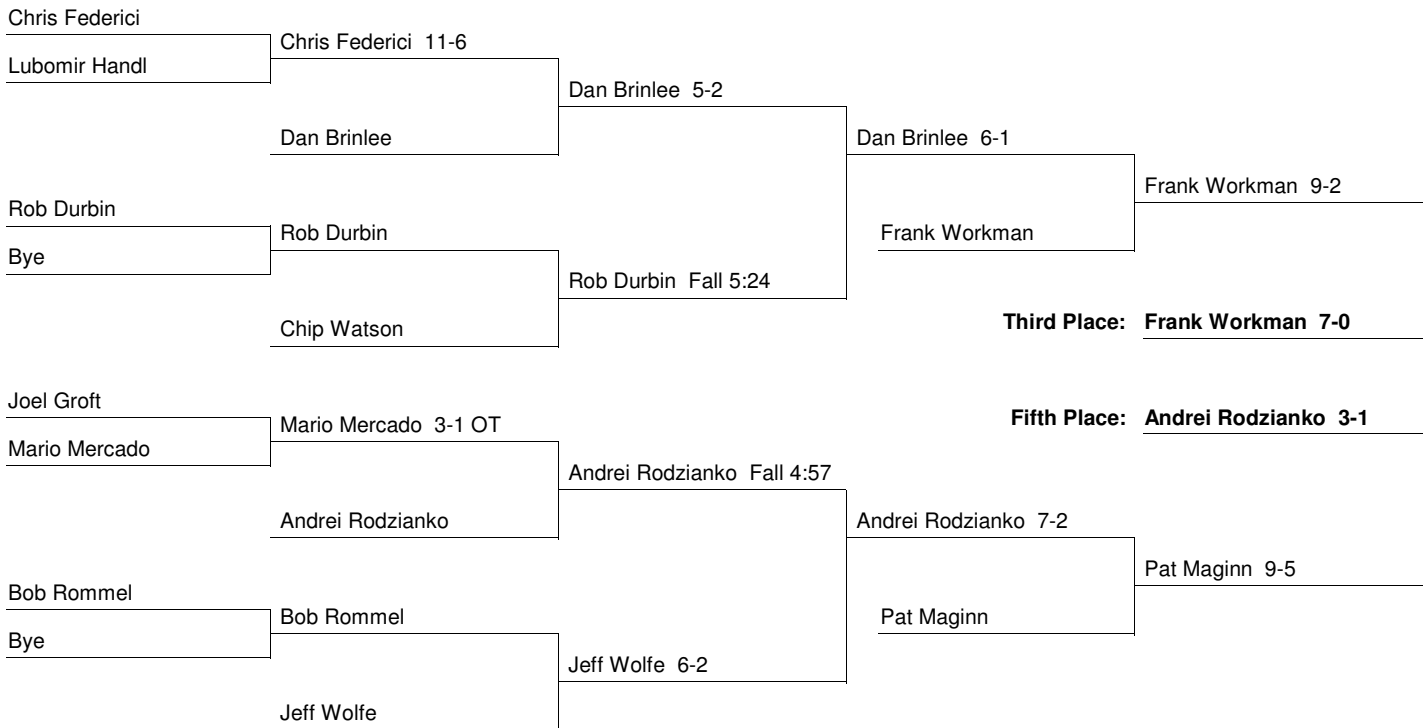 Chris Federici
Chris Federici 11-6
Lubomir Handl
Dan Brinlee 5-2
Dan Brinlee
Dan Brinlee 6-1
Frank Workman 9-2
Rob Durbin
Rob Durbin
Frank Workman
Bye
Rob Durbin Fall 5:24
Chip Watson
Third Place: Frank Workman 7-0
Joel Groft
Mario Mercado 3-1 OT
Fifth Place: Andrei Rodzianko 3-1
Mario Mercado
Andrei Rodzianko Fall 4:57
Andrei Rodzianko
Andrei Rodzianko 7-2
Pat Maginn 9-5
Bob Rommel
Bob Rommel
Pat Maginn
Bye
Jeff Wolfe 6-2
Jeff Wolfe